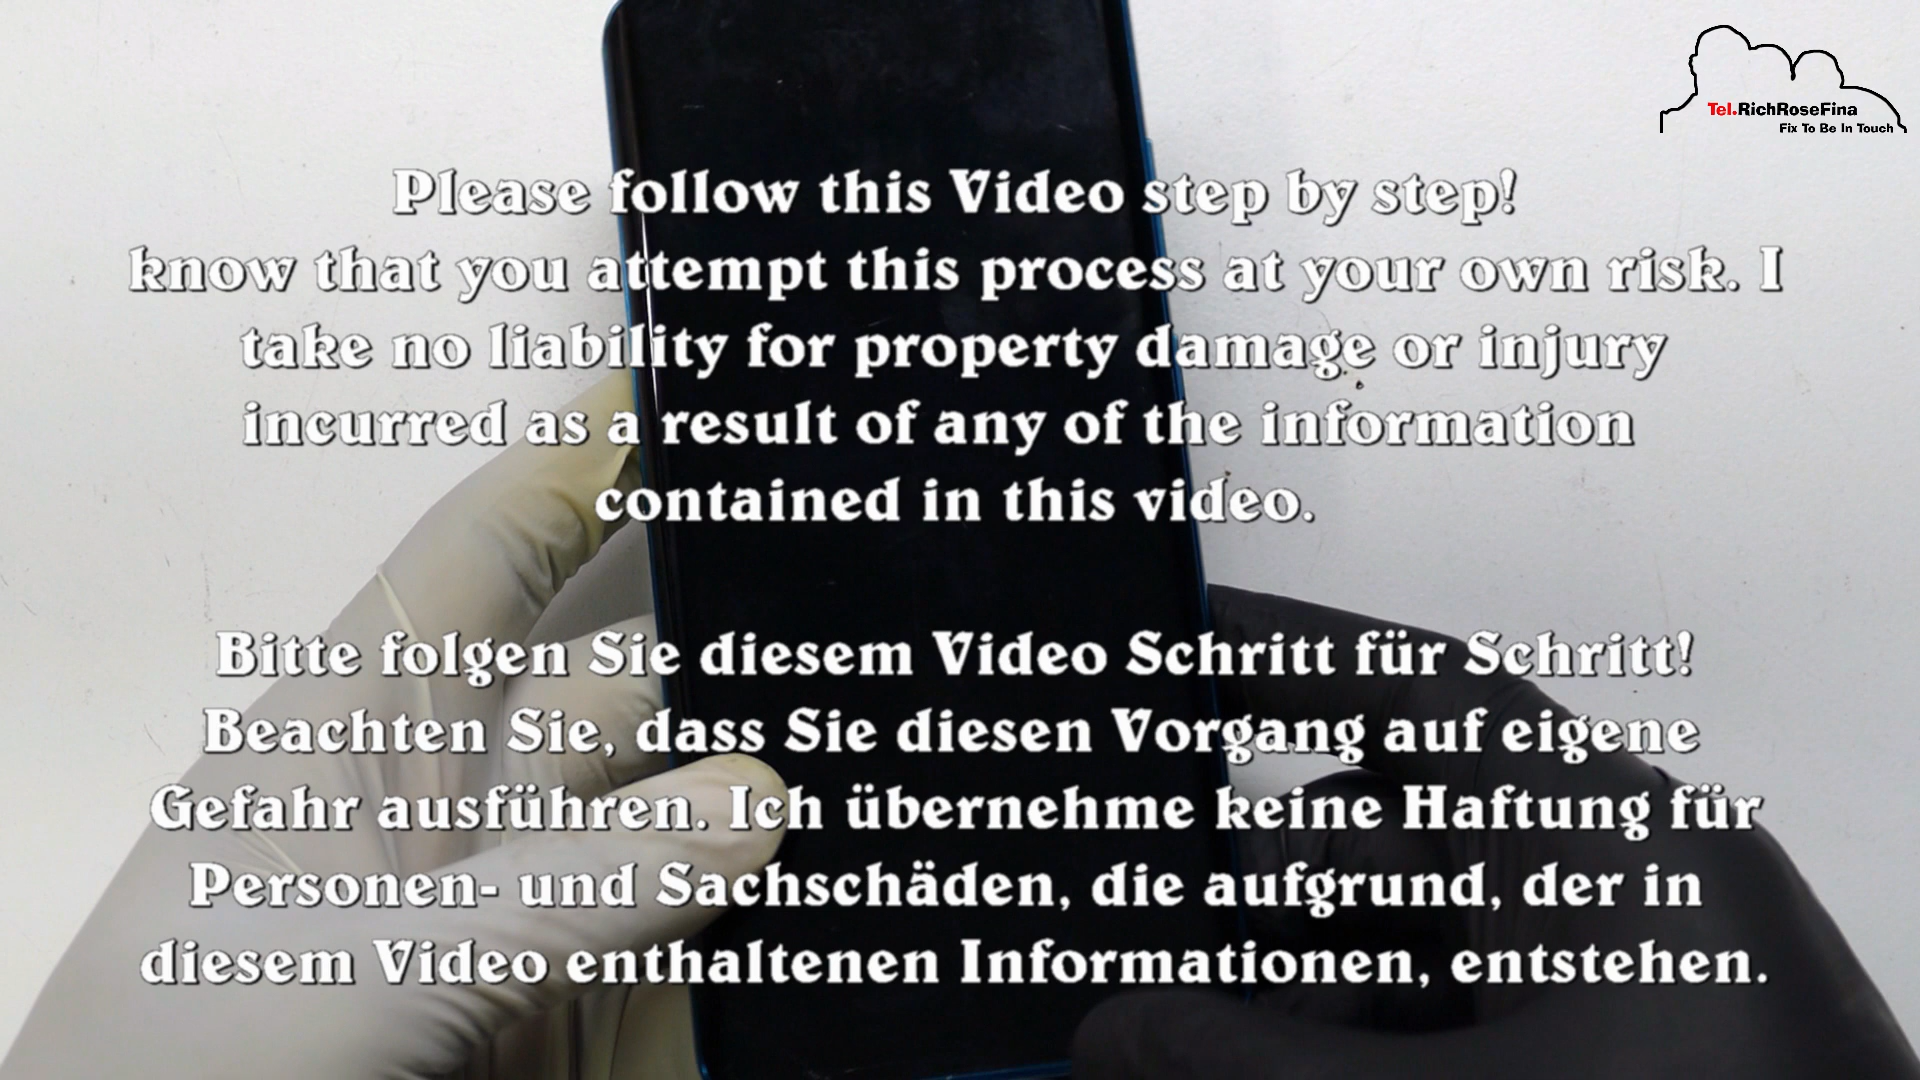 Tel.RichRoseFina
Fix To Be In Touch
Please follow this Video step by step!
know that you attempt this process at your own risk. I
take no liability for property damage or injury
incurred as a result of any of the information
contained in this video.
Bitte folgen Sie diesem Video Schritt für Schritt!
Beachten Sie, dass Sie diesen Vorgang auf eigene
Gefahr ausführen. Ich übernehme keine Haftung für
Personen- und Sachschäden, die aufgrund, der in
diesem Video enthaltenen Informationen, entstehen.